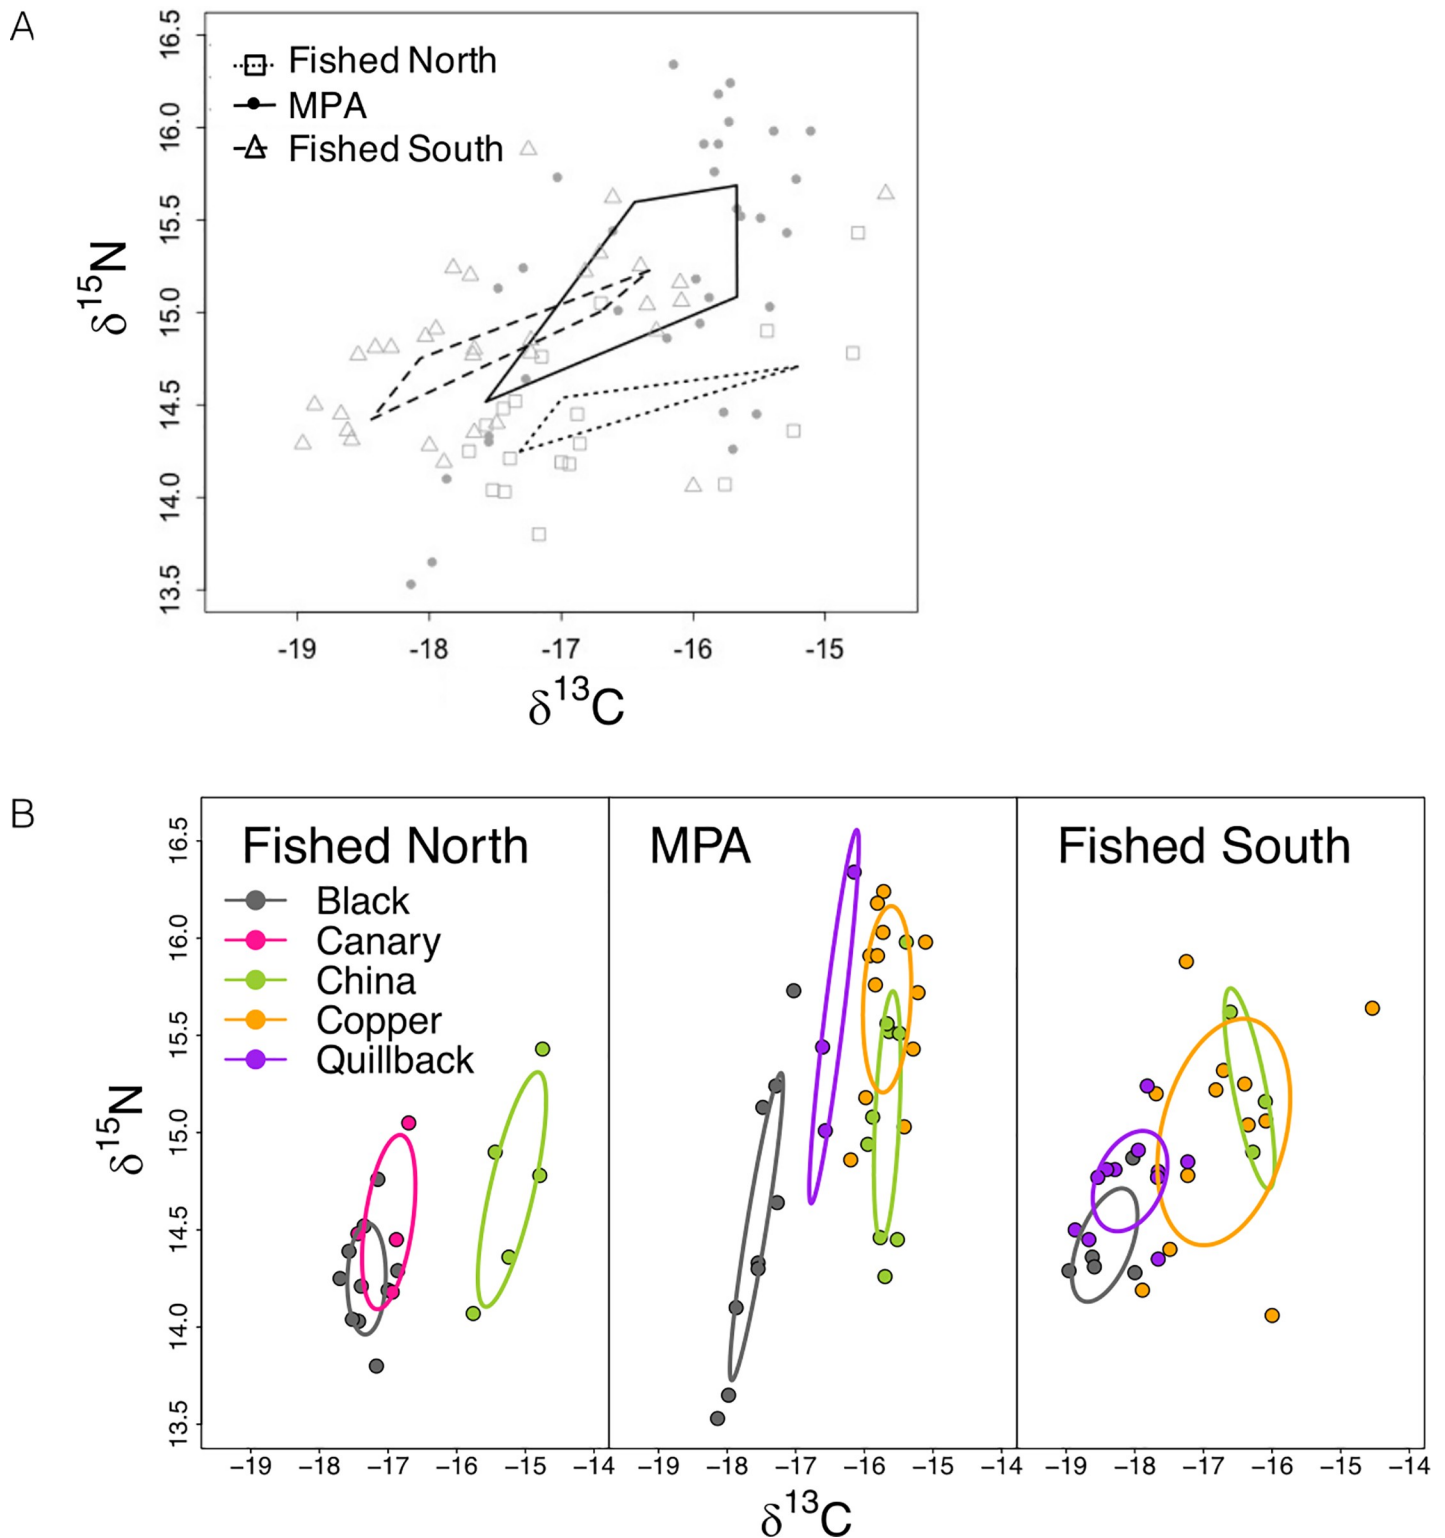 A
Fished North
MPA
Fished South
16.5
16.0
15.5
15.0
14.5
14.0
13.5
δ15N
-19 -18 -17 -16 -15
δ13C
B
Fished North MPA Fished South
Black
Canary
China
Copper
Quillback
16.5
16.0
15.5
15.0
14.5
14.0
13.5
δ15N
−19 −18 −17 −16 −15 −14 −19 −18 −17 −16 −15 −14 −19 −18 −17 −16 −15 −14
δ13C